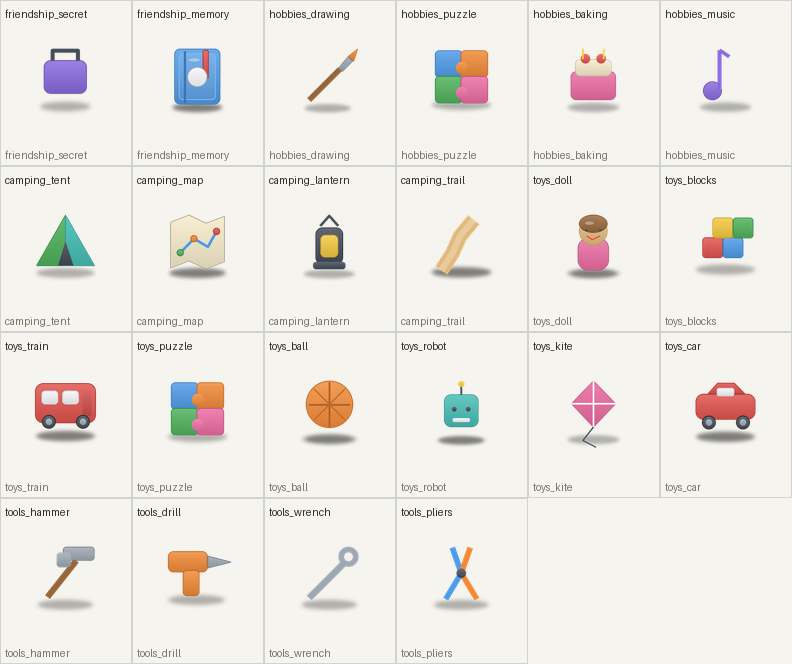 friendship_secret
friendship_memory
hobbies_drawing
hobbies_puzzle
hobbies_baking
hobbies_music
friendship_secret
friendship_memory
hobbies_drawing
hobbies_puzzle
hobbies_baking
hobbies_music
camping_tent
camping_map
camping_lantern
camping_trail
toys_doll
toys_blocks
camping_tent
camping_map
camping_lantern
camping_trail
toys_doll
toys_blocks
toys_train
toys_puzzle
toys_ball
toys_robot
toys_kite
toys_car
toys_train
toys_puzzle
toys_ball
toys_robot
toys_kite
toys_car
tools_hammer
tools_drill
tools_wrench
tools_pliers
tools_hammer
tools_drill
tools_wrench
tools_pliers